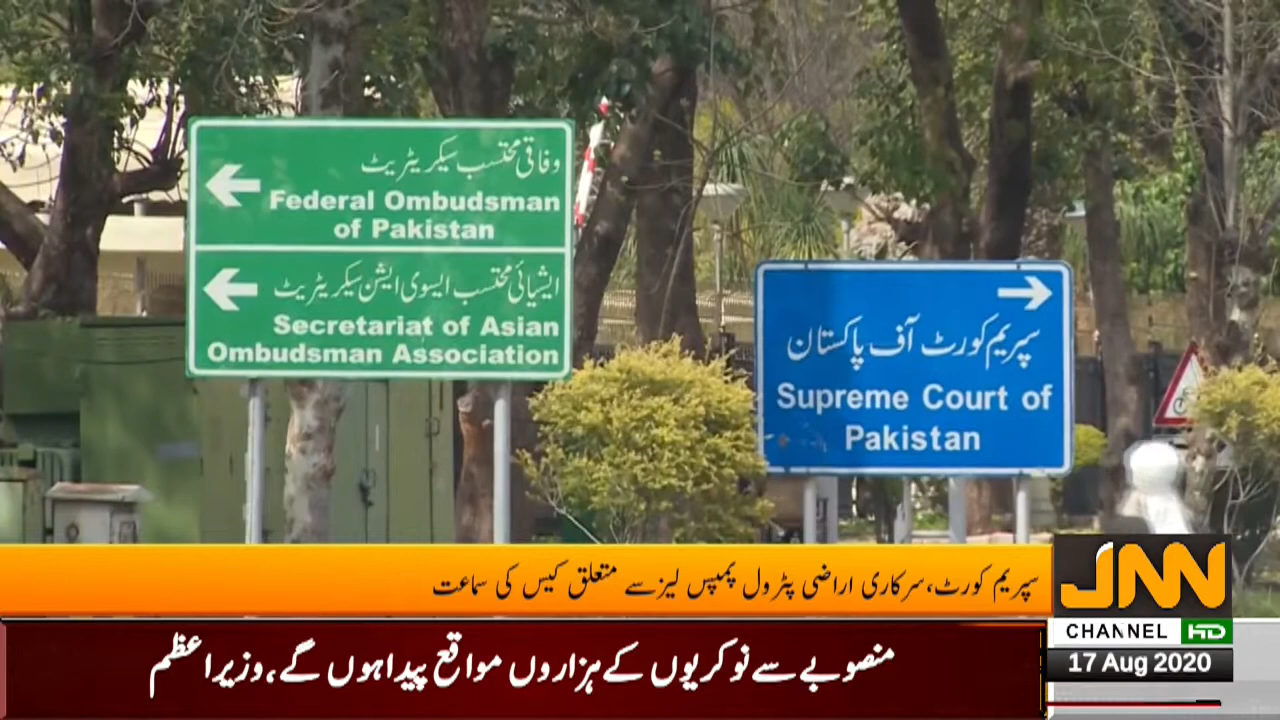 وفاقی محتسب سیکریٹریٹ
Federal Ombudsman
of Pakistan
ایشیائی محتسب ایسوی ایشن سیکریٹریٹ
Secretariat of Asian
Ombudsman Association
سپریم کورٹ آف پاکستان
Supreme Court of
Pakistan
سپریم کورٹ، سرکاری اراضی پٹرول پمپس لیز سے متعلق کیس کی سماعت
JNN
CHANNEL HD
منصوبے سے نوکریوں کے ہزاروں مواقع پیدا ہوں گے، وزیراعظم
17 Aug 2020